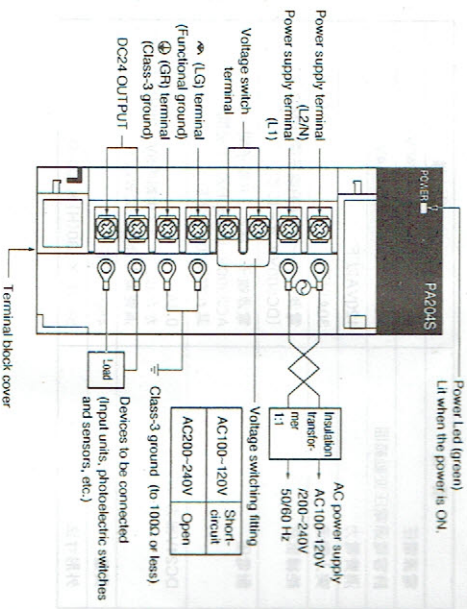 Power Led (green)
Lit when the power is ON.
POWER
PA204S
Power supply terminal
(L2/N)
Power supply terminal
(L1)
Voltage switch
terminal
(LG) terminal
(Functional ground)
(GR) terminal
(Class-3 ground)
DC24 OUTPUT
Insulation
transfor-
mer
1:1
AC power supply
AC100~120V
/200~240V
50/60 Hz
Voltage switching fitting
AC100~120V Short-
circuit
AC200~240V Open
Class-3 ground (to 100Ω or less)
Load
Devices to be connected
(Input units, photoelectric switches
and sensors, etc.)
Terminal block cover